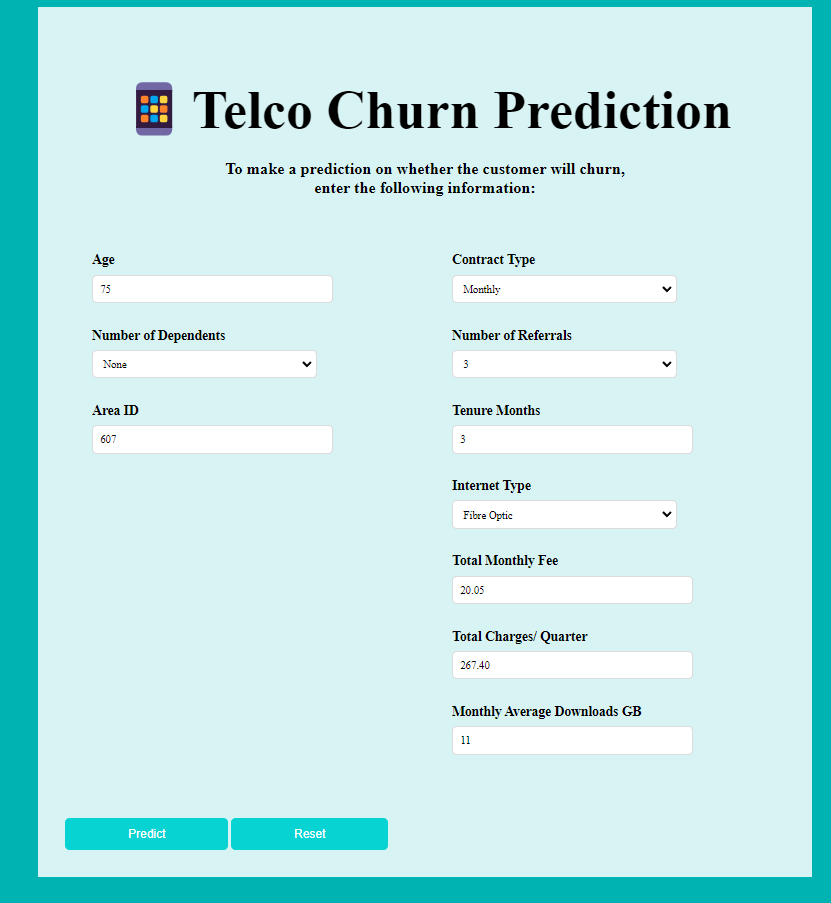 Telco Churn Prediction
To make a prediction on whether the customer will churn,
enter the following information:
Age
75
Number of Dependents
None
Area ID
607
Contract Type
Monthly
Number of Referrals
3
Tenure Months
3
Internet Type
Fibre Optic
Total Monthly Fee
20.05
Total Charges/ Quarter
267.40
Monthly Average Downloads GB
11
Predict
Reset